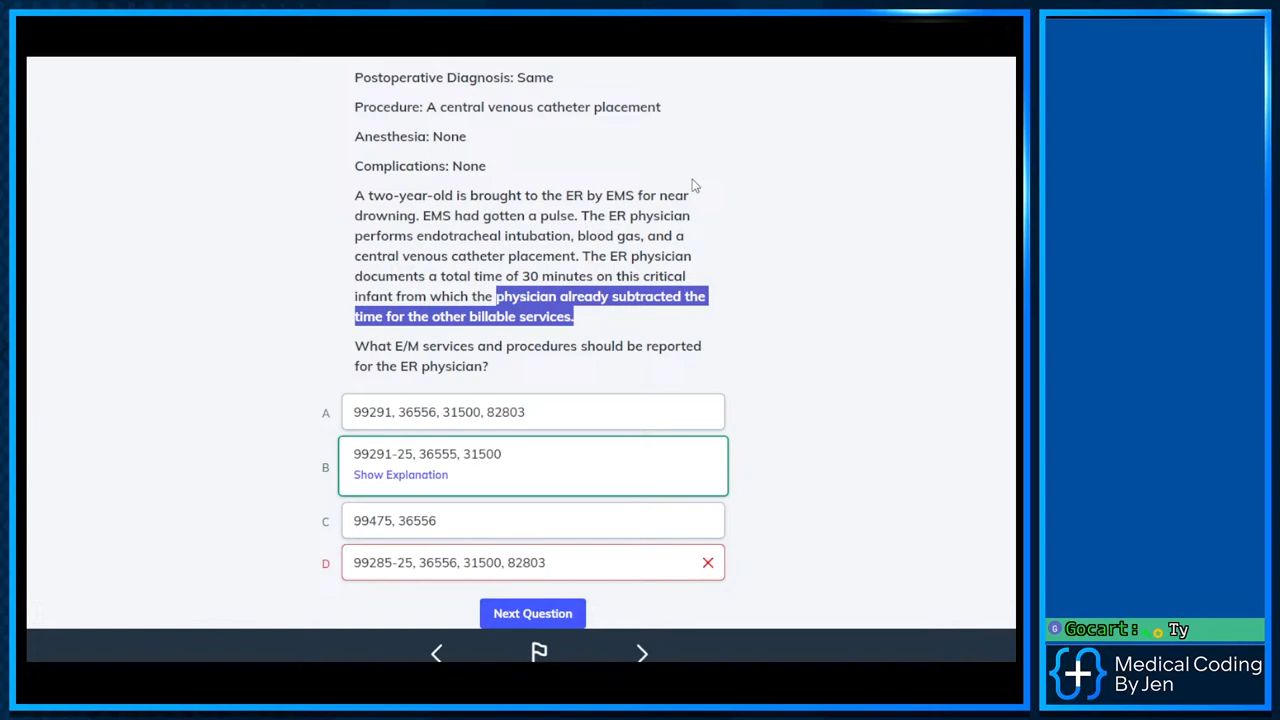 Postoperative Diagnosis: Same
Procedure: A central venous catheter placement
Anesthesia: None
Complications: None
A two-year-old is brought to the ER by EMS for near
drowning. EMS had gotten a pulse. The ER physician
performs endotracheal intubation, blood gas, and a
central venous catheter placement. The ER physician
documents a total time of 30 minutes on this critical
infant from which the physician already subtracted the
time for the other billable services.
What E/M services and procedures should be reported
for the ER physician?
A 99291, 36556, 31500, 82803
B 99291-25, 36555, 31500
Show Explanation
C 99475, 36556
D 99285-25, 36556, 31500, 82803
Next Question
G Gocart: Ty
Medical Coding
By Jen